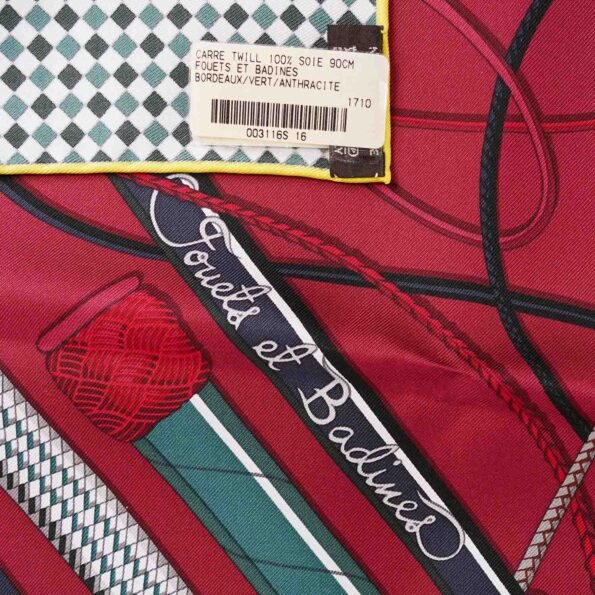 CARRE TWILL 100% SOIE 90CM
FOUETS ET BADINES
BORDEAUX/VERT/ANTHRACITE
1710
003116S 16
Fouets et Badines